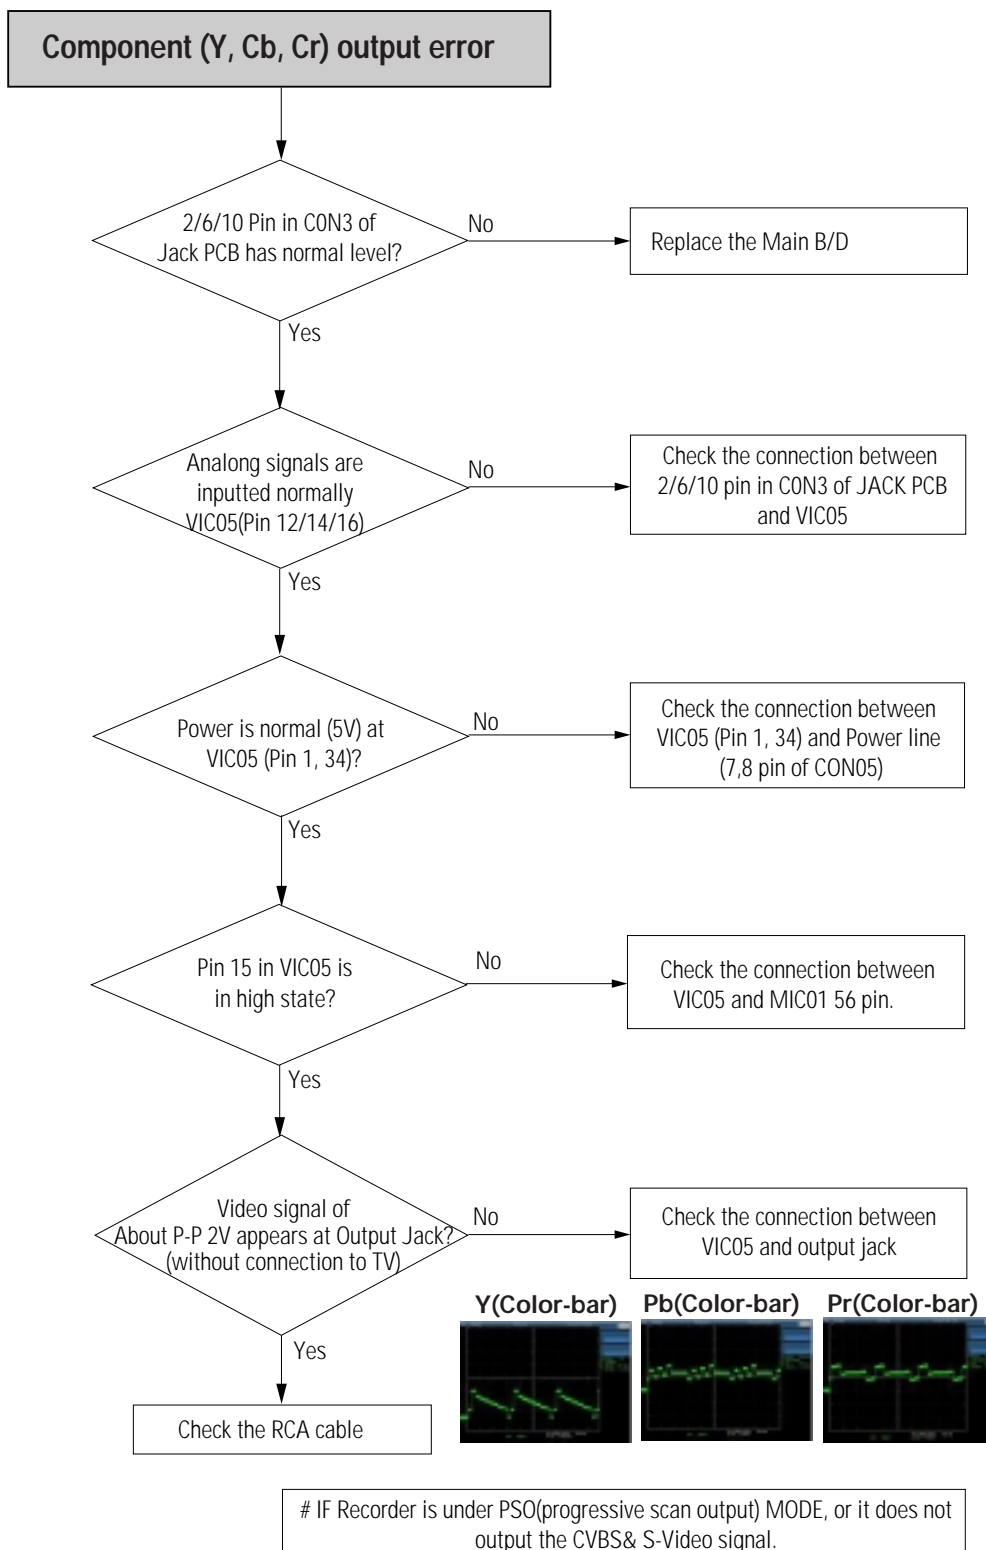 Component (Y, Cb, Cr) output error
2/6/10 Pin in C0N3 of
Jack PCB has normal level?
No
Replace the Main B/D
Yes
Analong signals are
inputted normally
VIC05(Pin 12/14/16)
No
Check the connection between
2/6/10 pin in C0N3 of JACK PCB
and VIC05
Yes
Power is normal (5V) at
VIC05 (Pin 1, 34)?
No
Check the connection between
VIC05 (Pin 1, 34) and Power line
(7,8 pin of CON05)
Yes
Pin 15 in VIC05 is
in high state?
No
Check the connection between
VIC05 and MIC01 56 pin.
Yes
Video signal of
About P-P 2V appears at Output Jack?
(without connection to TV)
No
Check the connection between
VIC05 and output jack
Y(Color-bar)
Pb(Color-bar)
Pr(Color-bar)
Yes
Check the RCA cable
# IF Recorder is under PSO(progressive scan output) MODE, or it does not
output the CVBS& S-Video signal.